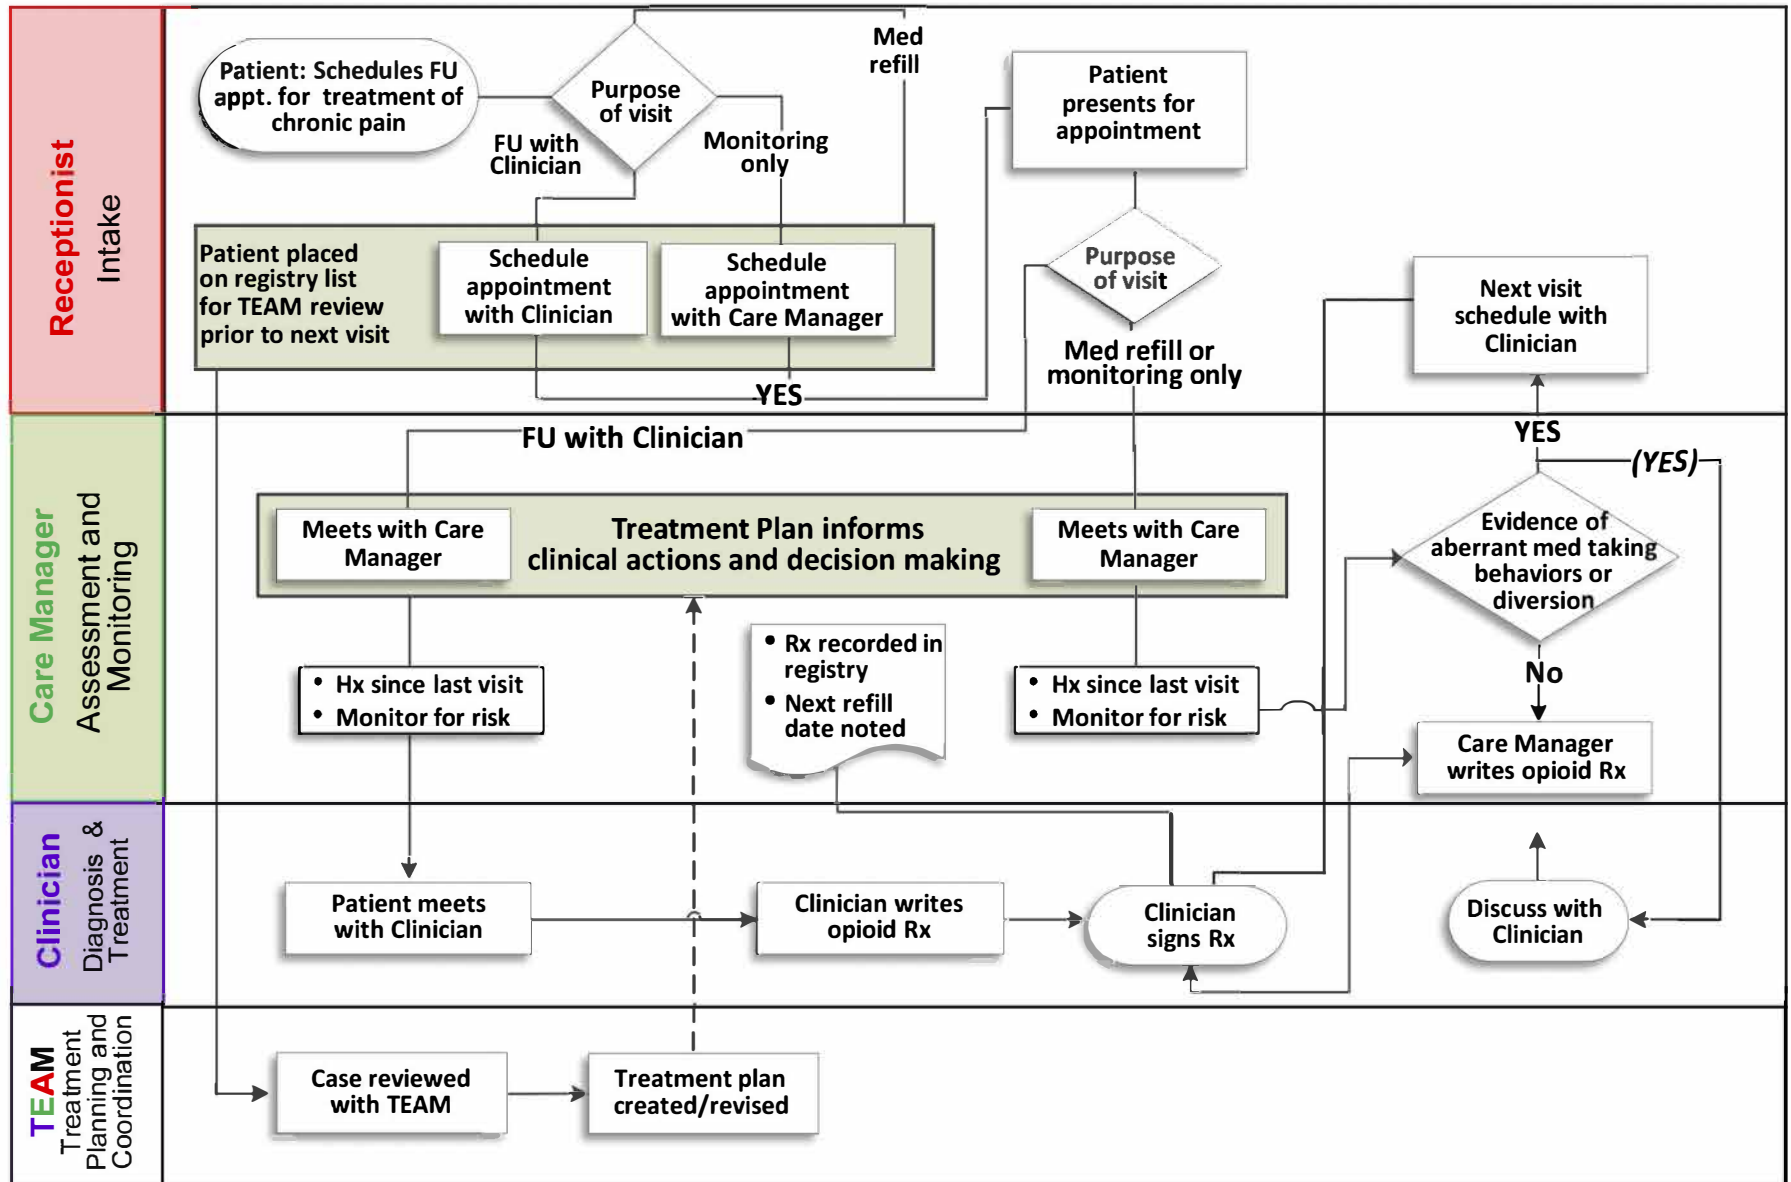 Receptionist
Intake
Patient: Schedules FU
appt. for treatment of
chronic pain
Purpose
of visit
Med
refill
FU with
Clinician
Monitoring
only
Patient
presents for
appointment
Patient placed
on registry list
for TEAM review
prior to next visit
Schedule
appointment
with Clinician
Schedule
appointment
with Care Manager
YES
Purpose
of visit
Med refill or
monitoring only
Next visit
schedule with
Clinician
Care Manager
Assessment and
Monitoring
FU with Clinician
YES
(YES)
Meets with Care
Manager
Treatment Plan informs
clinical actions and decision making
Meets with Care
Manager
Evidence of
aberrant med taking
behaviors or
diversion
• Hx since last visit
• Monitor for risk
• Rx recorded in
registry
• Next refill
date noted
• Hx since last visit
• Monitor for risk
No
Care Manager
writes opioid Rx
Clinician
Diagnosis &
Treatment
Patient meets
with Clinician
Clinician writes
opioid Rx
Clinician
signs Rx
Discuss with
Clinician
TEAM
Treatment
Planning and
Coordination
Case reviewed
with TEAM
Treatment plan
created/revised